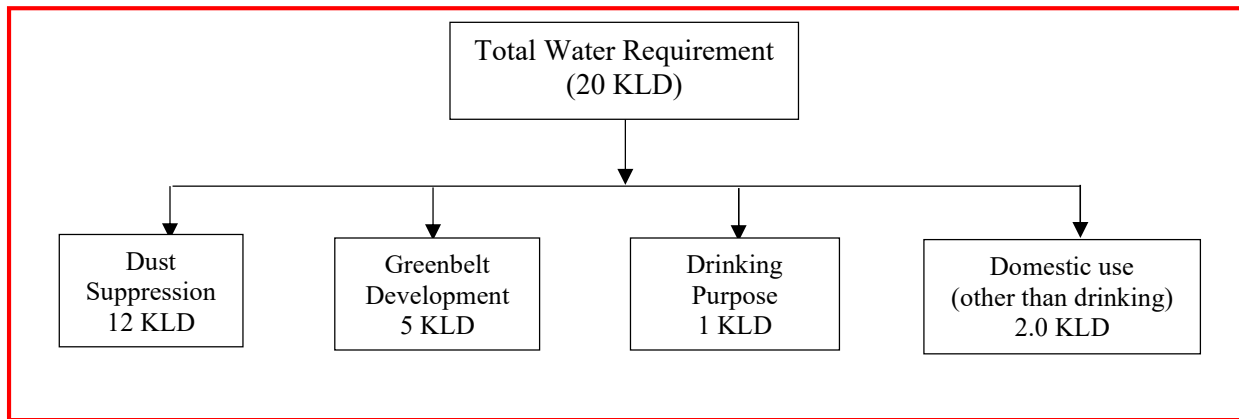 Total Water Requirement
(20 KLD)
Dust
Suppression
12 KLD
Greenbelt
Development
5 KLD
Drinking
Purpose
1 KLD
Domestic use
(other than drinking)
2.0 KLD